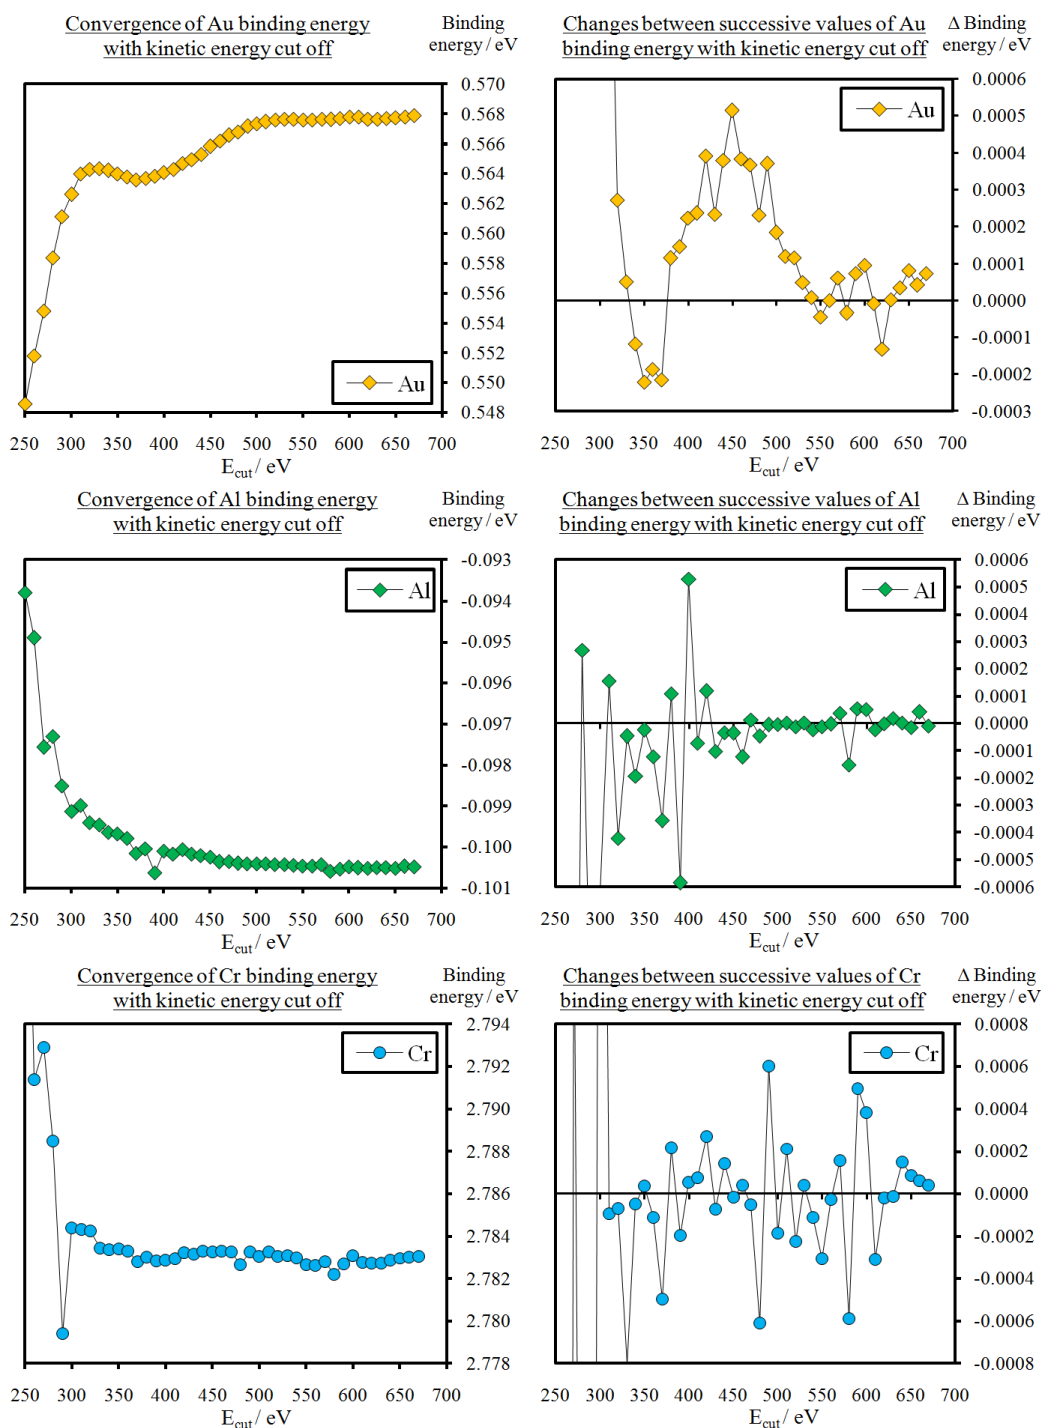 Convergence of Au binding energy
with kinetic energy cut off
Binding
energy / eV
0.570
0.568
0.566
0.564
0.562
0.560
0.558
0.556
0.554
0.552
0.550
0.548
Au
250 300 350 400 450 500 550 600 650 700
Ecut / eV
Changes between successive values of Au
binding energy with kinetic energy cut off
Δ Binding
energy / eV
0.0006
0.0005
0.0004
0.0003
0.0002
0.0001
0.0000
-0.0001
-0.0002
-0.0003
Au
250 300 350 400 450 500 550 600 650 700
Ecut / eV
Convergence of Al binding energy
with kinetic energy cut off
Binding
energy / eV
-0.093
-0.094
-0.095
-0.096
-0.097
-0.098
-0.099
-0.100
-0.101
Al
250 300 350 400 450 500 550 600 650 700
Ecut / eV
Changes between successive values of Al
binding energy with kinetic energy cut off
Δ Binding
energy / eV
0.0006
0.0005
0.0004
0.0003
0.0002
0.0001
0.0000
-0.0001
-0.0002
-0.0003
-0.0004
-0.0005
-0.0006
Al
250 300 350 400 450 500 550 600 650 700
Ecut / eV
Convergence of Cr binding energy
with kinetic energy cut off
Binding
energy / eV
2.794
2.792
2.790
2.788
2.786
2.784
2.782
2.780
2.778
Cr
250 300 350 400 450 500 550 600 650 700
Ecut / eV
Changes between successive values of Cr
binding energy with kinetic energy cut off
Δ Binding
energy / eV
0.0008
0.0006
0.0004
0.0002
0.0000
-0.0002
-0.0004
-0.0006
-0.0008
Cr
250 300 350 400 450 500 550 600 650 700
Ecut / eV